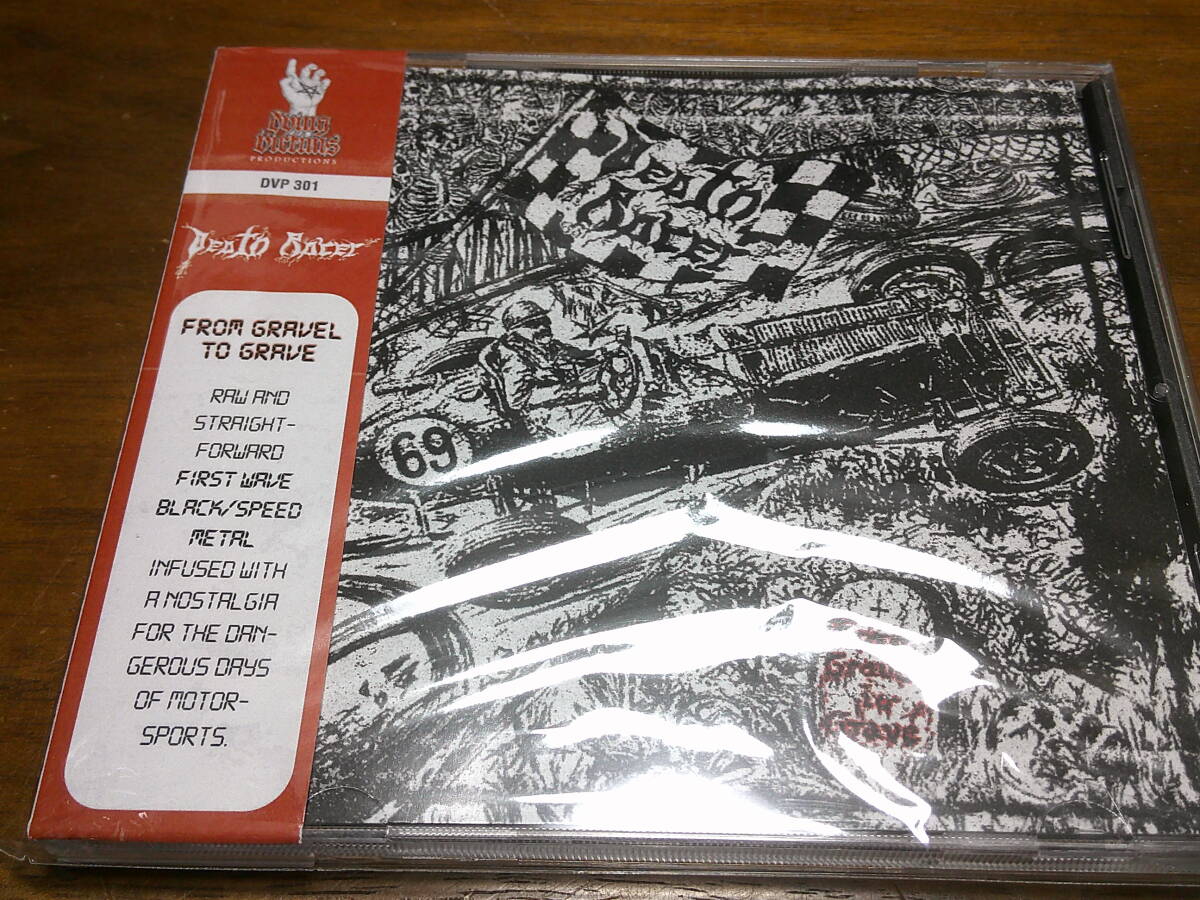 Dying
Victims
PRODUCTIONS
DVP 301
Death Racer
FROM GRAVEL
TO GRAVE
RAW AND
STRAIGHT-
FORWARD
FIRST WAVE
BLACK/SPEED
METAL
INFUSED WITH
A NOSTALGIA
FOR THE DAN-
GEROUS DAYS
OF MOTOR-
SPORTS.
Death
Racer
69